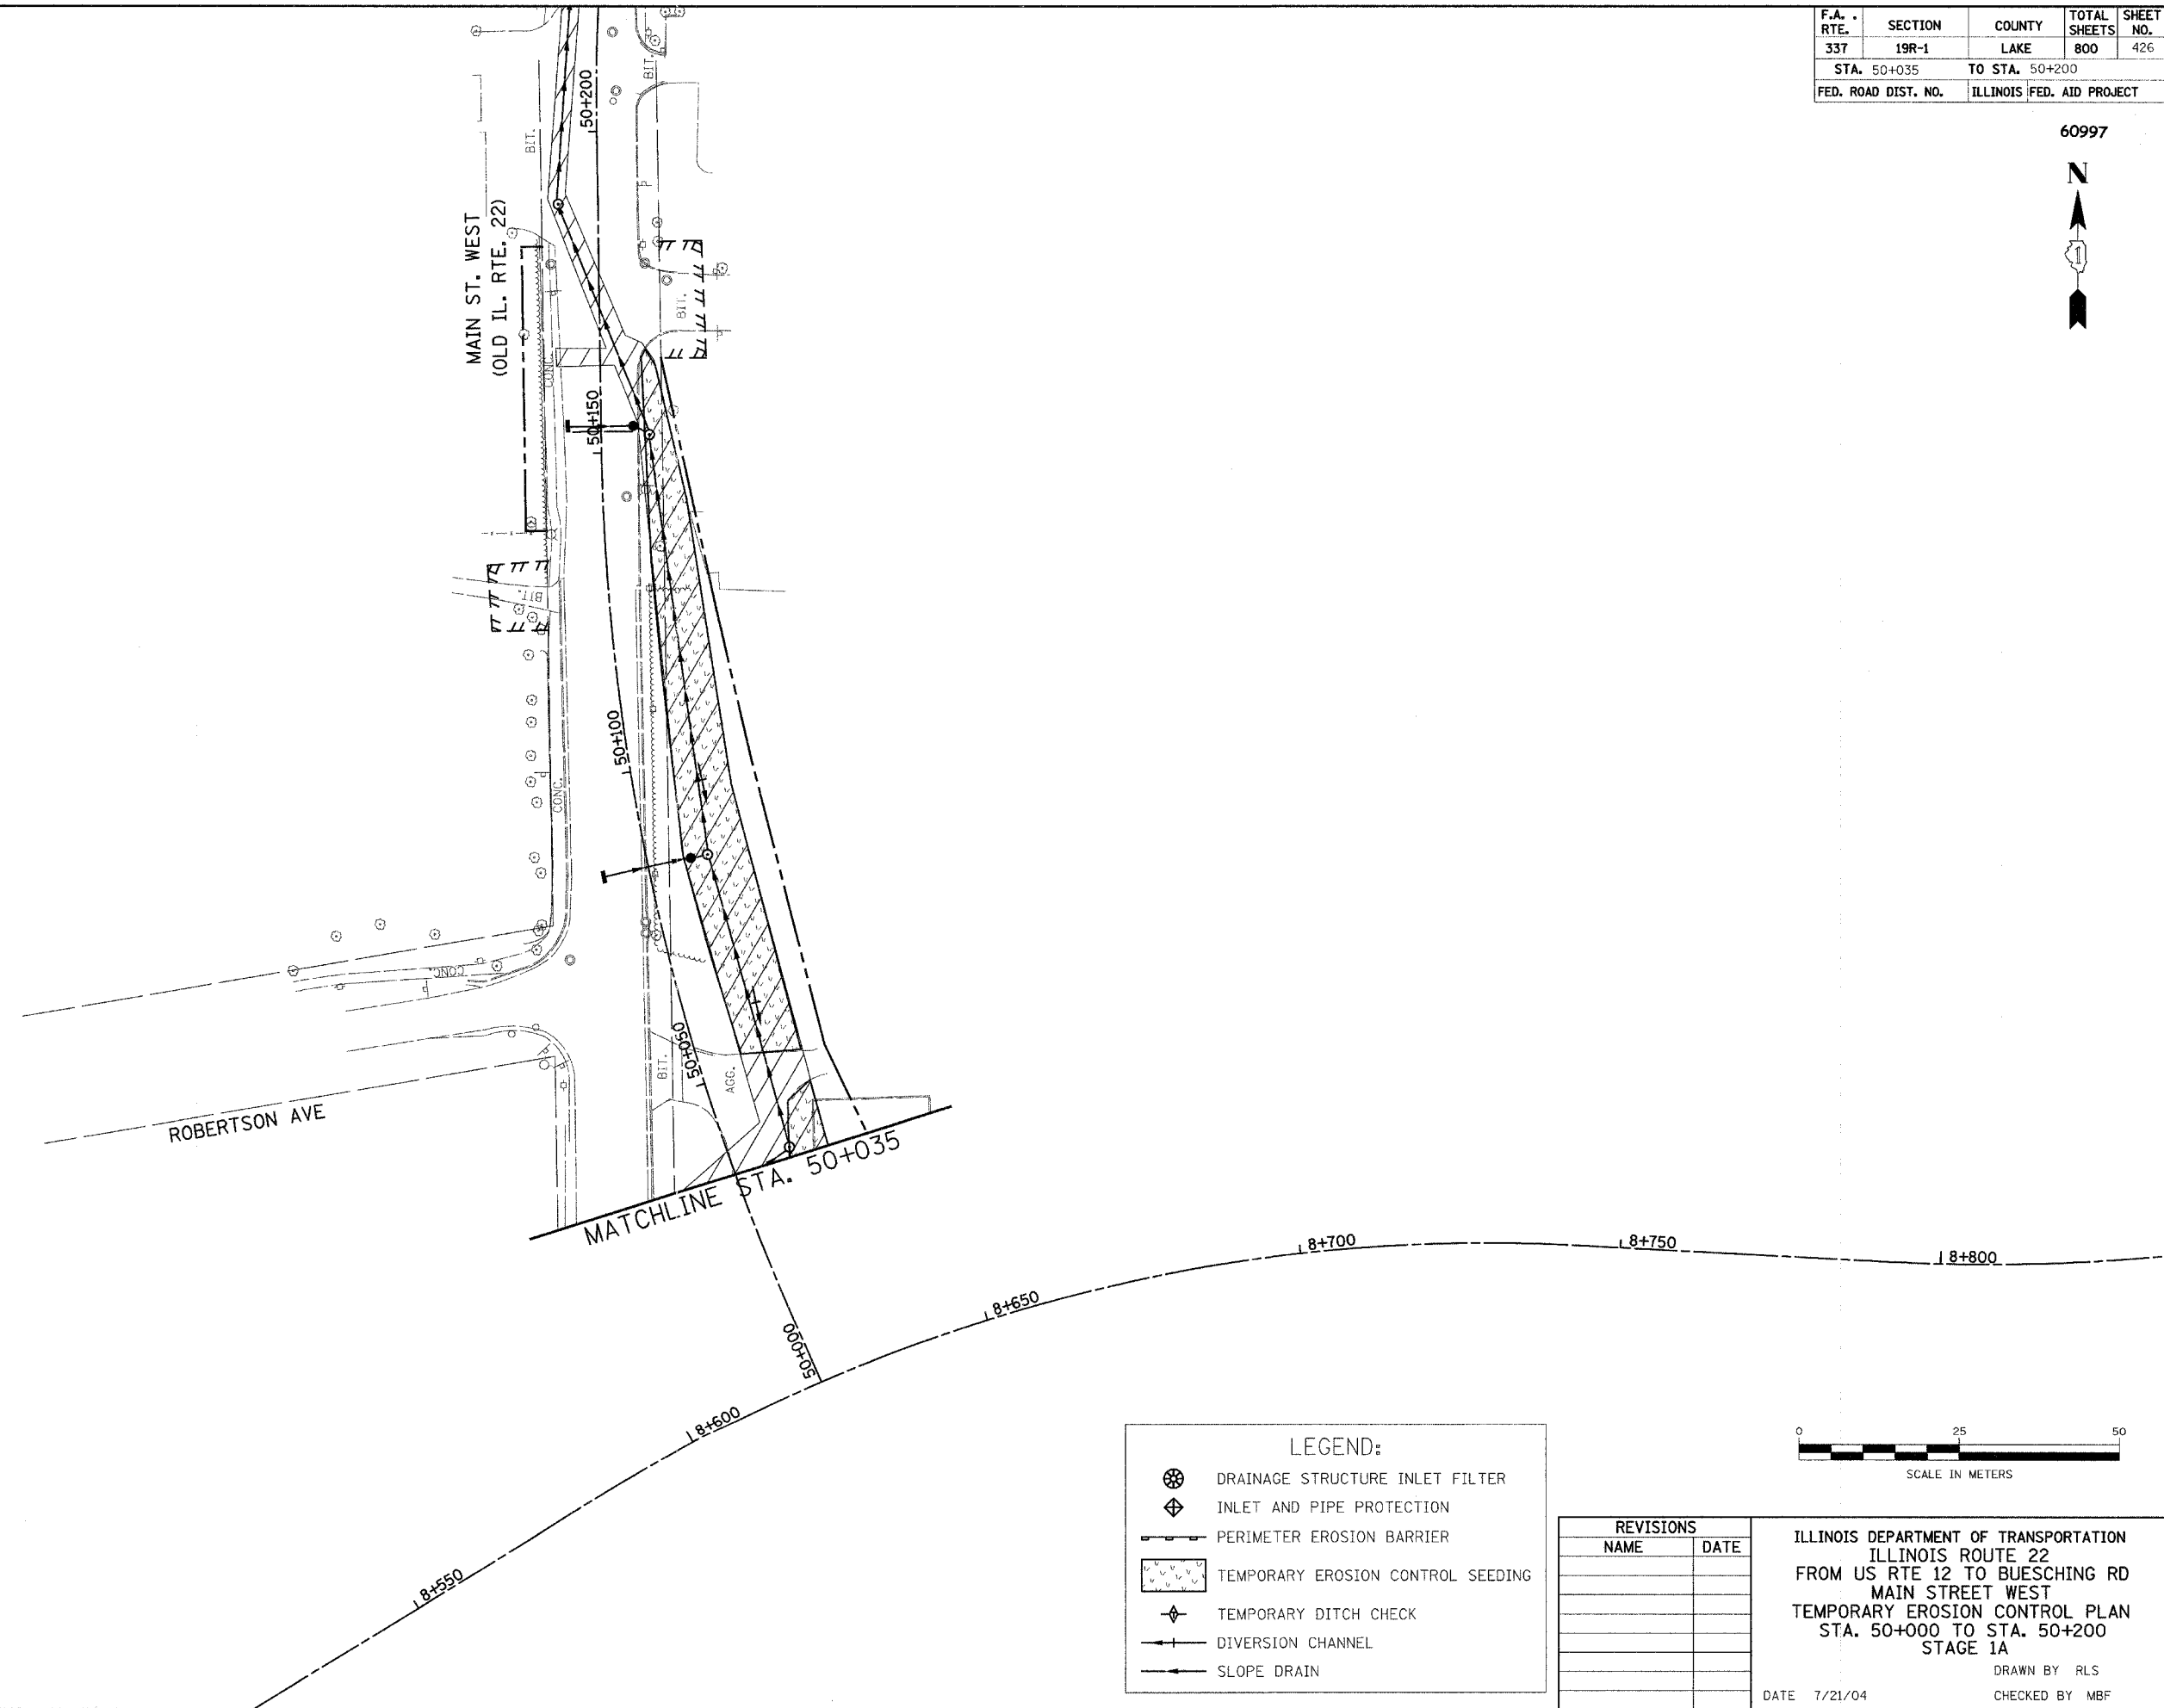 F.A. . RTE. SECTION COUNTY TOTAL SHEETS SHEET NO.
337 19R-1 LAKE 800 426
STA. 50+035 TO STA. 50+200
FED. ROAD DIST. NO. ILLINOIS FED. AID PROJECT
60997
N
1
50+200
BIT.
BIT.
MAIN ST. WEST
(OLD IL. RTE. 22)
BIT.
CONC.
50+150
BIT.
50+100
CONC.
CONC.
50+050
BIT.
AGG.
ROBERTSON AVE
MATCHLINE STA. 50+035
50+000
8+550
8+600
8+650
8+700
8+750
8+800
LEGEND:
DRAINAGE STRUCTURE INLET FILTER
INLET AND PIPE PROTECTION
PERIMETER EROSION BARRIER
TEMPORARY EROSION CONTROL SEEDING
TEMPORARY DITCH CHECK
DIVERSION CHANNEL
SLOPE DRAIN
0 25 50
SCALE IN METERS
REVISIONS
NAME DATE
ILLINOIS DEPARTMENT OF TRANSPORTATION
ILLINOIS ROUTE 22
FROM US RTE 12 TO BUESCHING RD
MAIN STREET WEST
TEMPORARY EROSION CONTROL PLAN
STA. 50+000 TO STA. 50+200
STAGE 1A
DRAWN BY RLS
DATE 7/21/04 CHECKED BY MBF